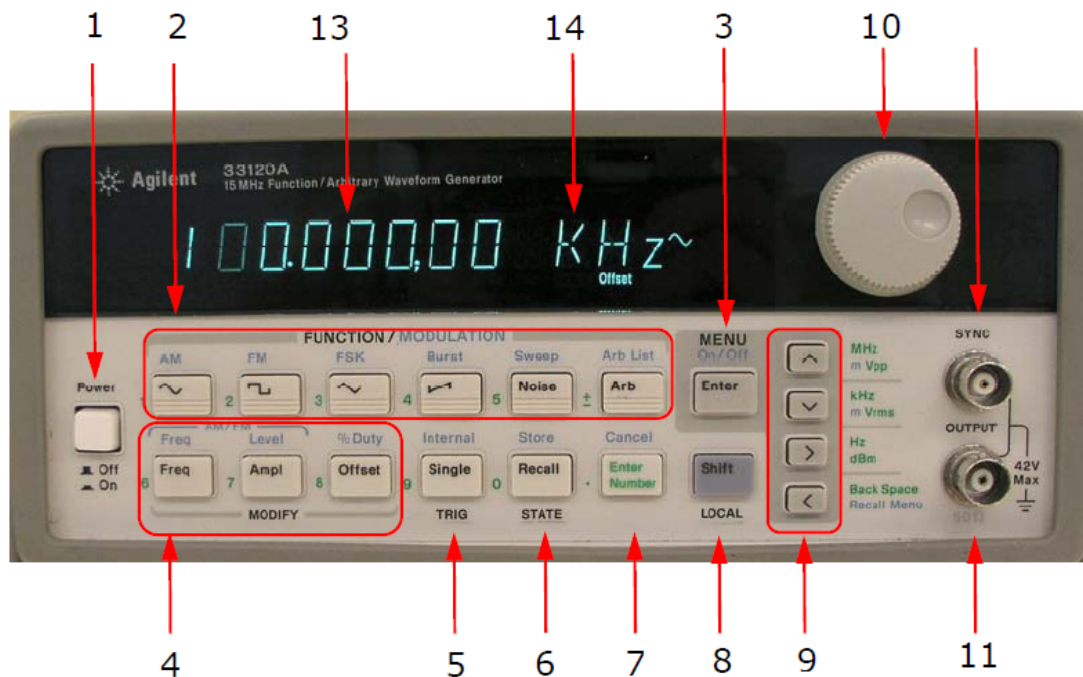 1 2 13 14 3 10
Agilent 33120A
15 MHz Function / Arbitrary Waveform Generator
100.000,00 KHz~
Offset
FUNCTION / MODULATION
AM FM FSK Burst Sweep Arb List
1 2 3 4 5 Noise ± Arb
MENU
On/Off
Enter
Power
Off
On
AM/FM
Freq Level % Duty Internal Store Cancel
6 Freq 7 Ampl 8 Offset 9 Single 0 Recall . Enter Number
Shift
MODIFY TRIG STATE LOCAL
MHz
m Vpp
kHz
m Vrms
Hz
dBm
Back Space
Recall Menu
SYNC
OUTPUT
42V
Max
50Ω
4 5 6 7 8 9 11